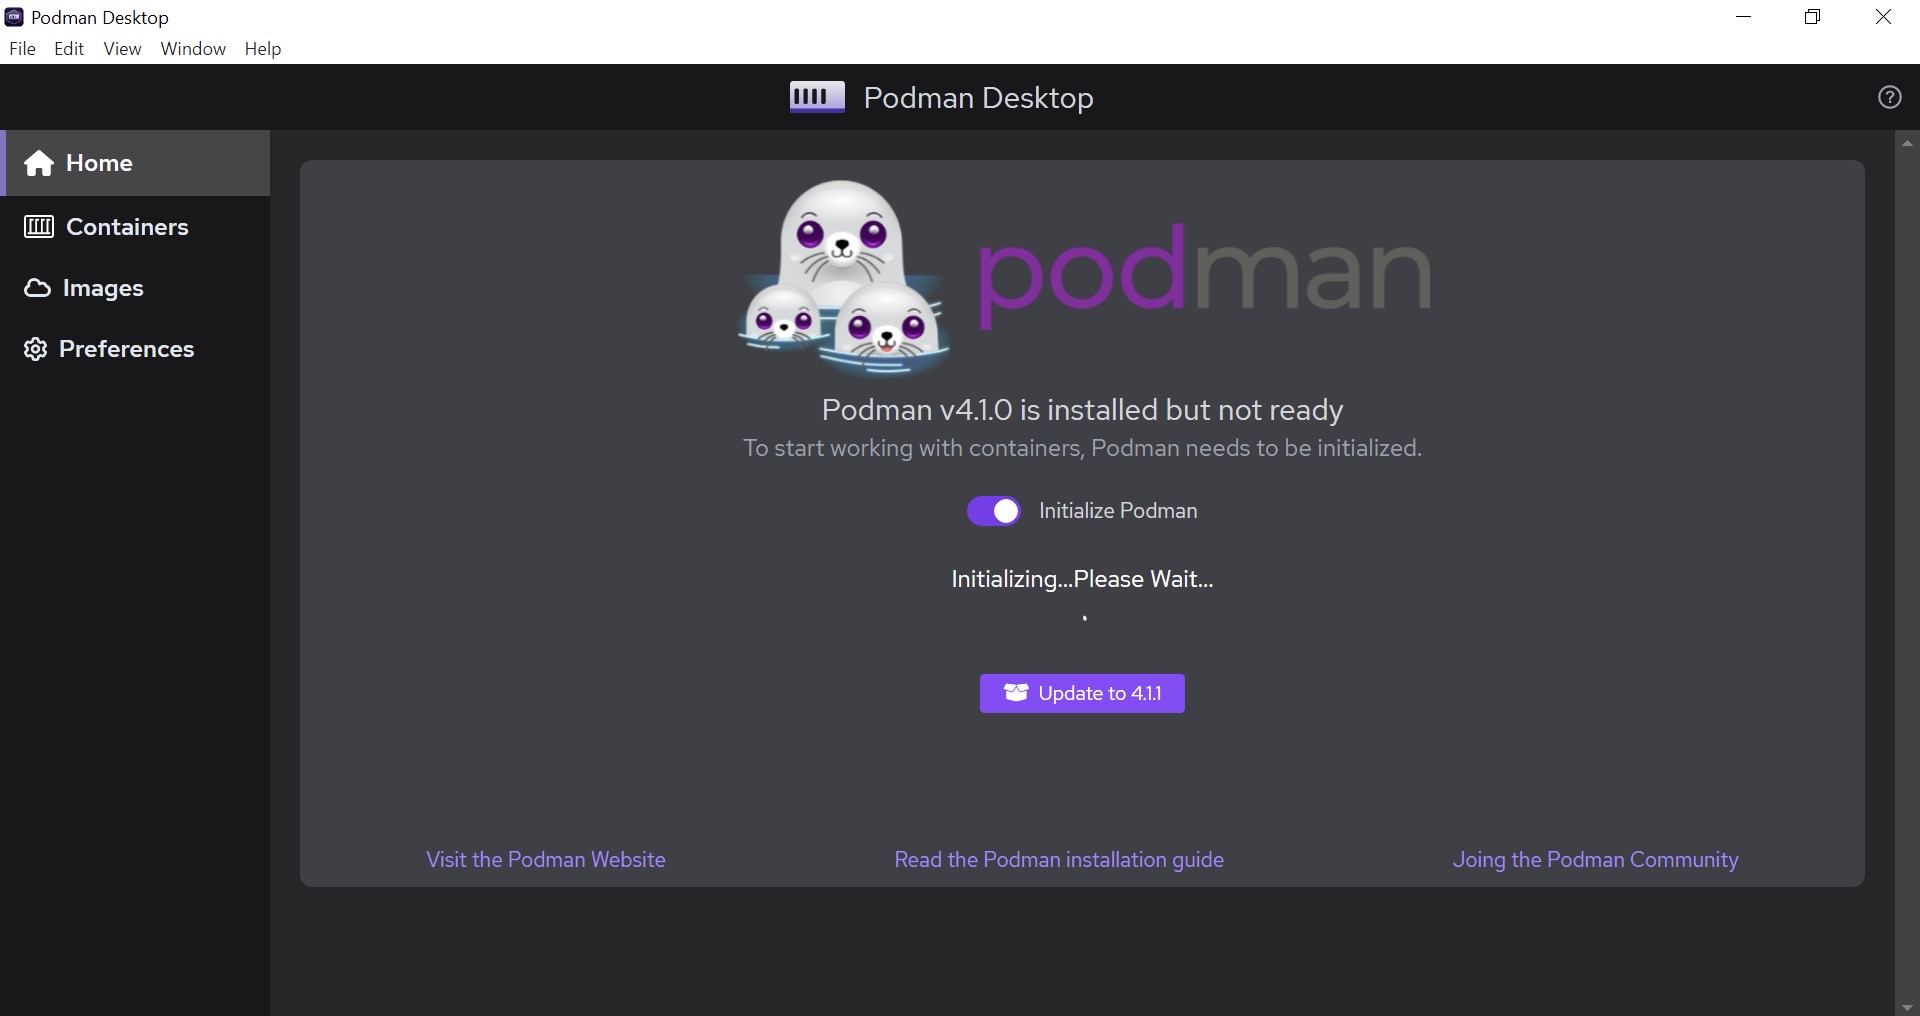 Podman Desktop
File Edit View Window Help
Podman Desktop
Home
Containers
Images
Preferences
podman
Podman v4.1.0 is installed but not ready
To start working with containers, Podman needs to be initialized.
Initialize Podman
Initializing...Please Wait...
Update to 4.1.1
Visit the Podman Website
Read the Podman installation guide
Joing the Podman Community